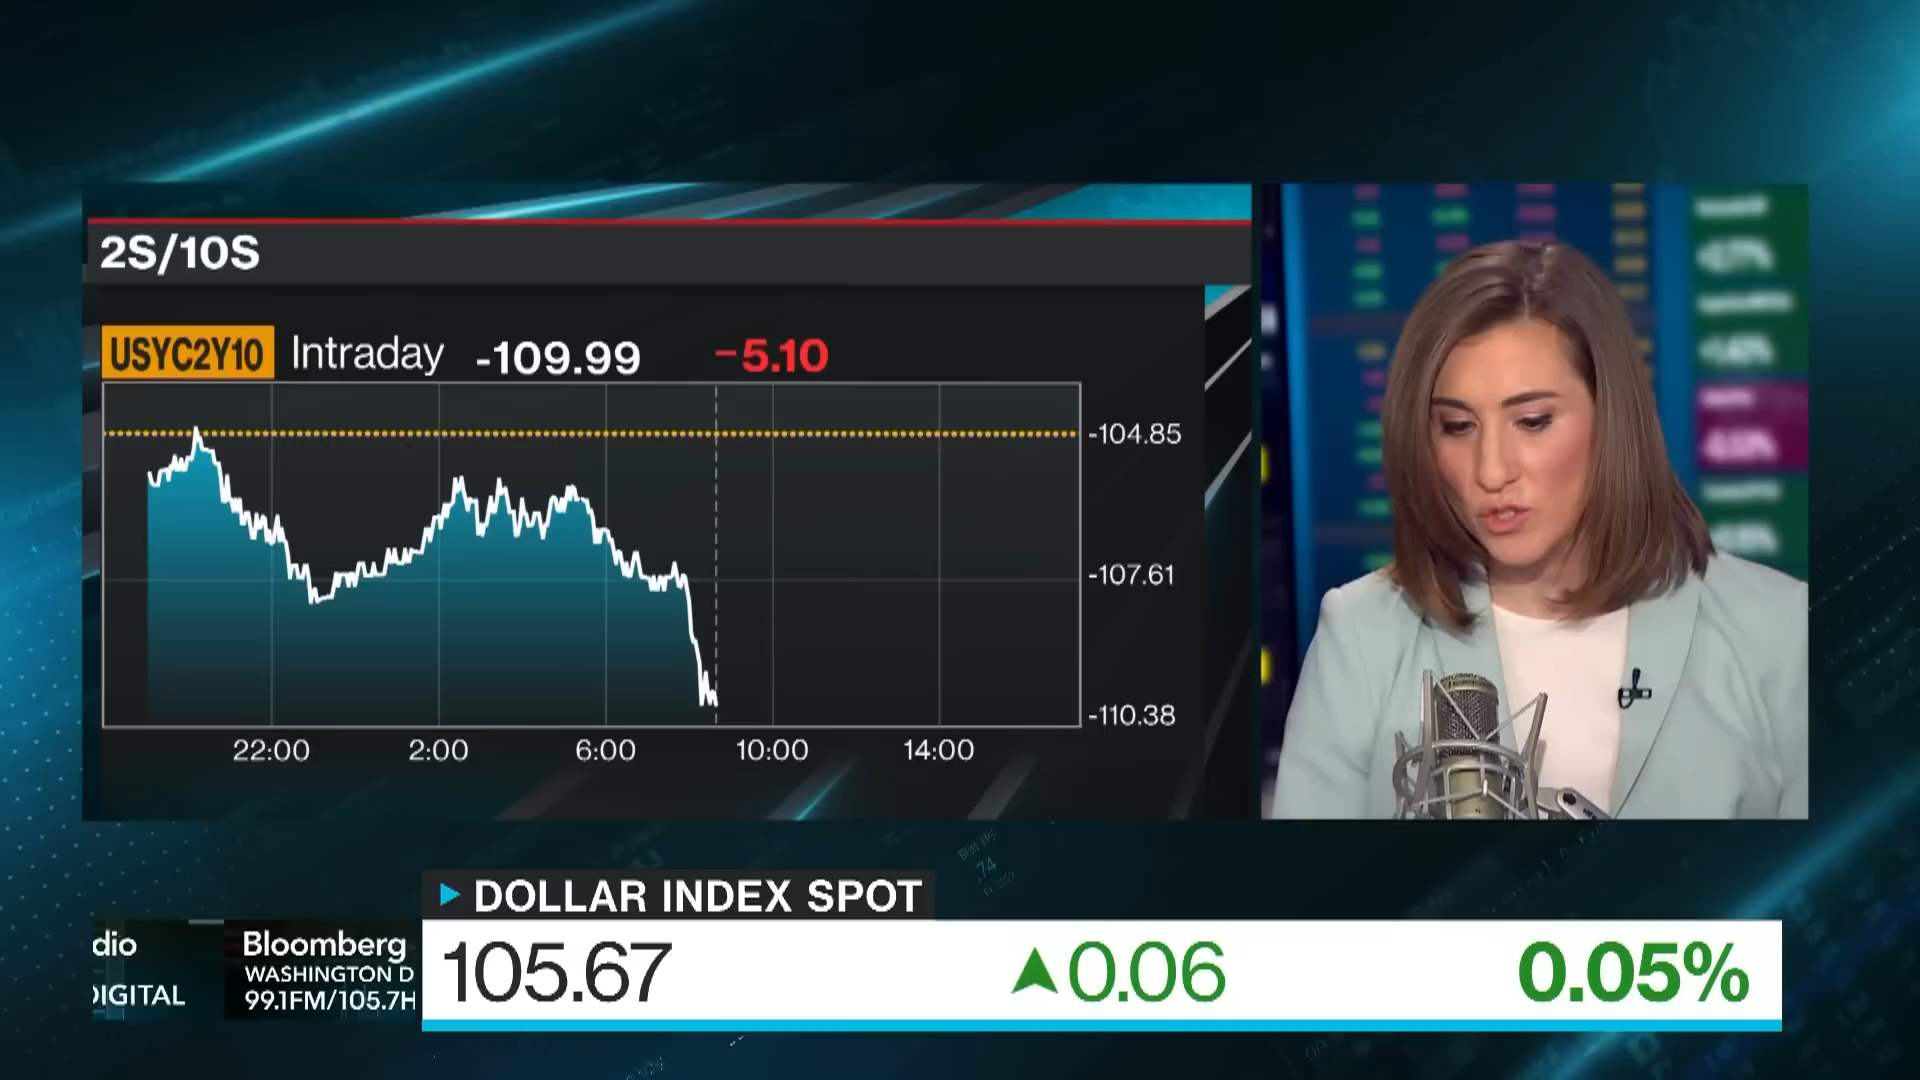 2S/10S
USYC2Y10 Intraday -109.99 -5.10
-104.85
-107.61
-110.38
22:00 2:00 6:00 10:00 14:00
DOLLAR INDEX SPOT
105.67 0.06 0.05%
dio
DIGITAL
Bloomberg
WASHINGTON D
99.1FM/105.7H